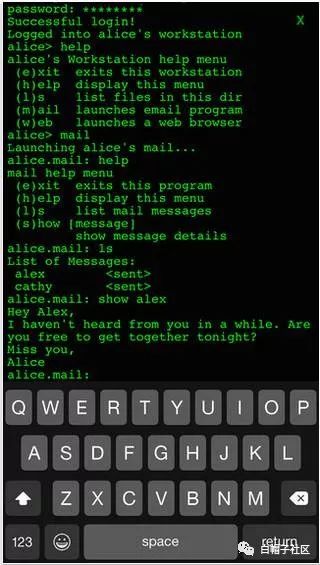 password: ********
Successful login!
X
Logged into alice's workstation
alice> help
alice's Workstation help menu
(e)xit exits this workstation
(h)elp display this menu
(l)s list files in this dir
(m)ail launches email program
(w)eb launches a web browser
alice> mail
Launching alice's mail...
alice.mail: help
mail help menu
(e)xit exits this program
(h)elp display this menu
(l)s list mail messages
(s)how [message]
show message details
alice.mail: ls
List of Messages:
alex <sent>
cathy <sent>
alice.mail: show alex
Hey Alex,
I haven't heard from you in a while. Are
you free to get together tonight?
Miss you,
Alice
alice.mail:
Q W E R T Y U I O P
A S D F G H J K L
Z X C V B N M
123 space return
白帽子社区